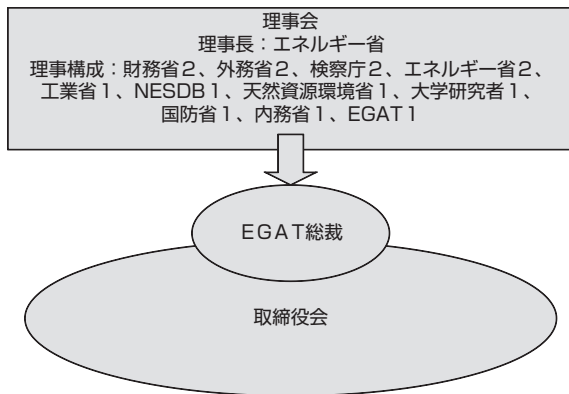 理事会
理事長：エネルギー省
理事構成：財務省２、外務省２、検察庁２、エネルギー省２、
工業省１、NESDB１、天然資源環境省１、大学研究者１、
国防省１、内務省１、EGAT１
ＥＧＡＴ総裁
取締役会